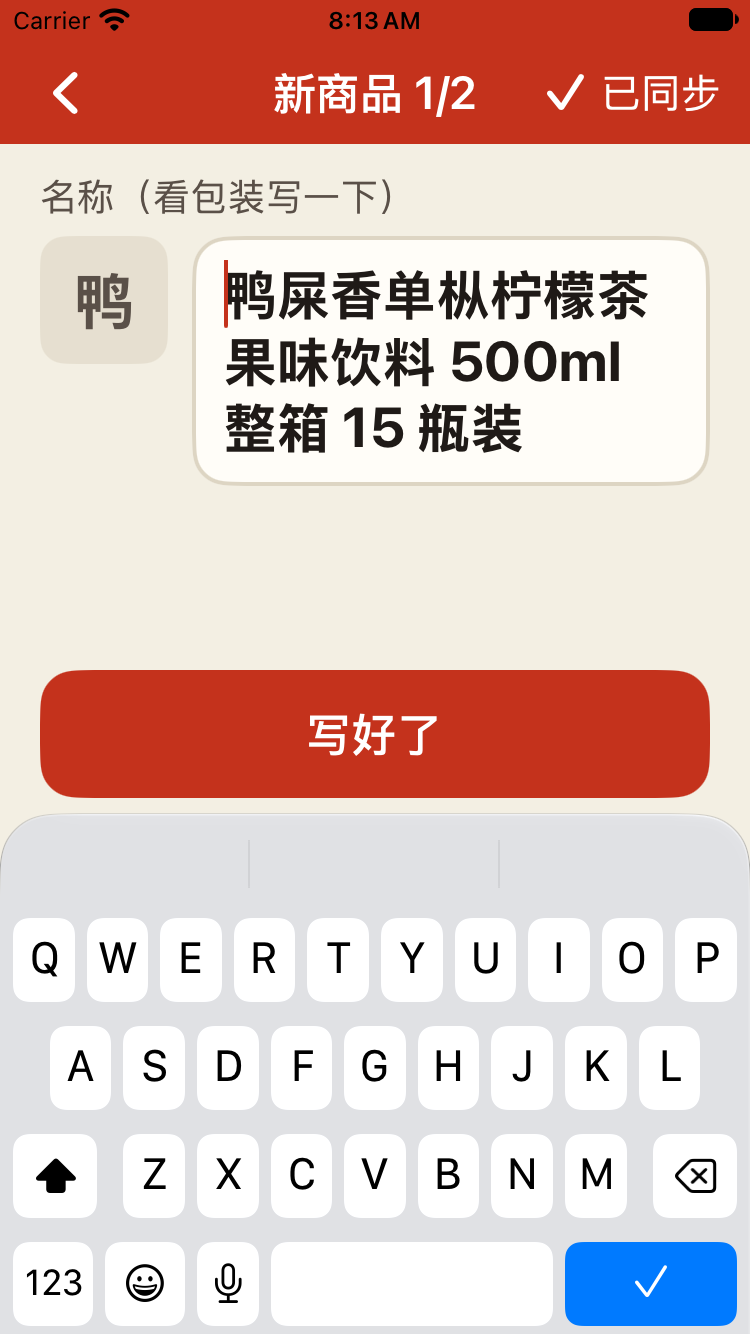 Carrier 8:13 AM
新商品 1/2 已同步
名称（看包装写一下）
鸭
鸭屎香单枞柠檬茶
果味饮料 500ml
整箱 15 瓶装
写好了
Q W E R T Y U I O P
A S D F G H J K L
Z X C V B N M
123